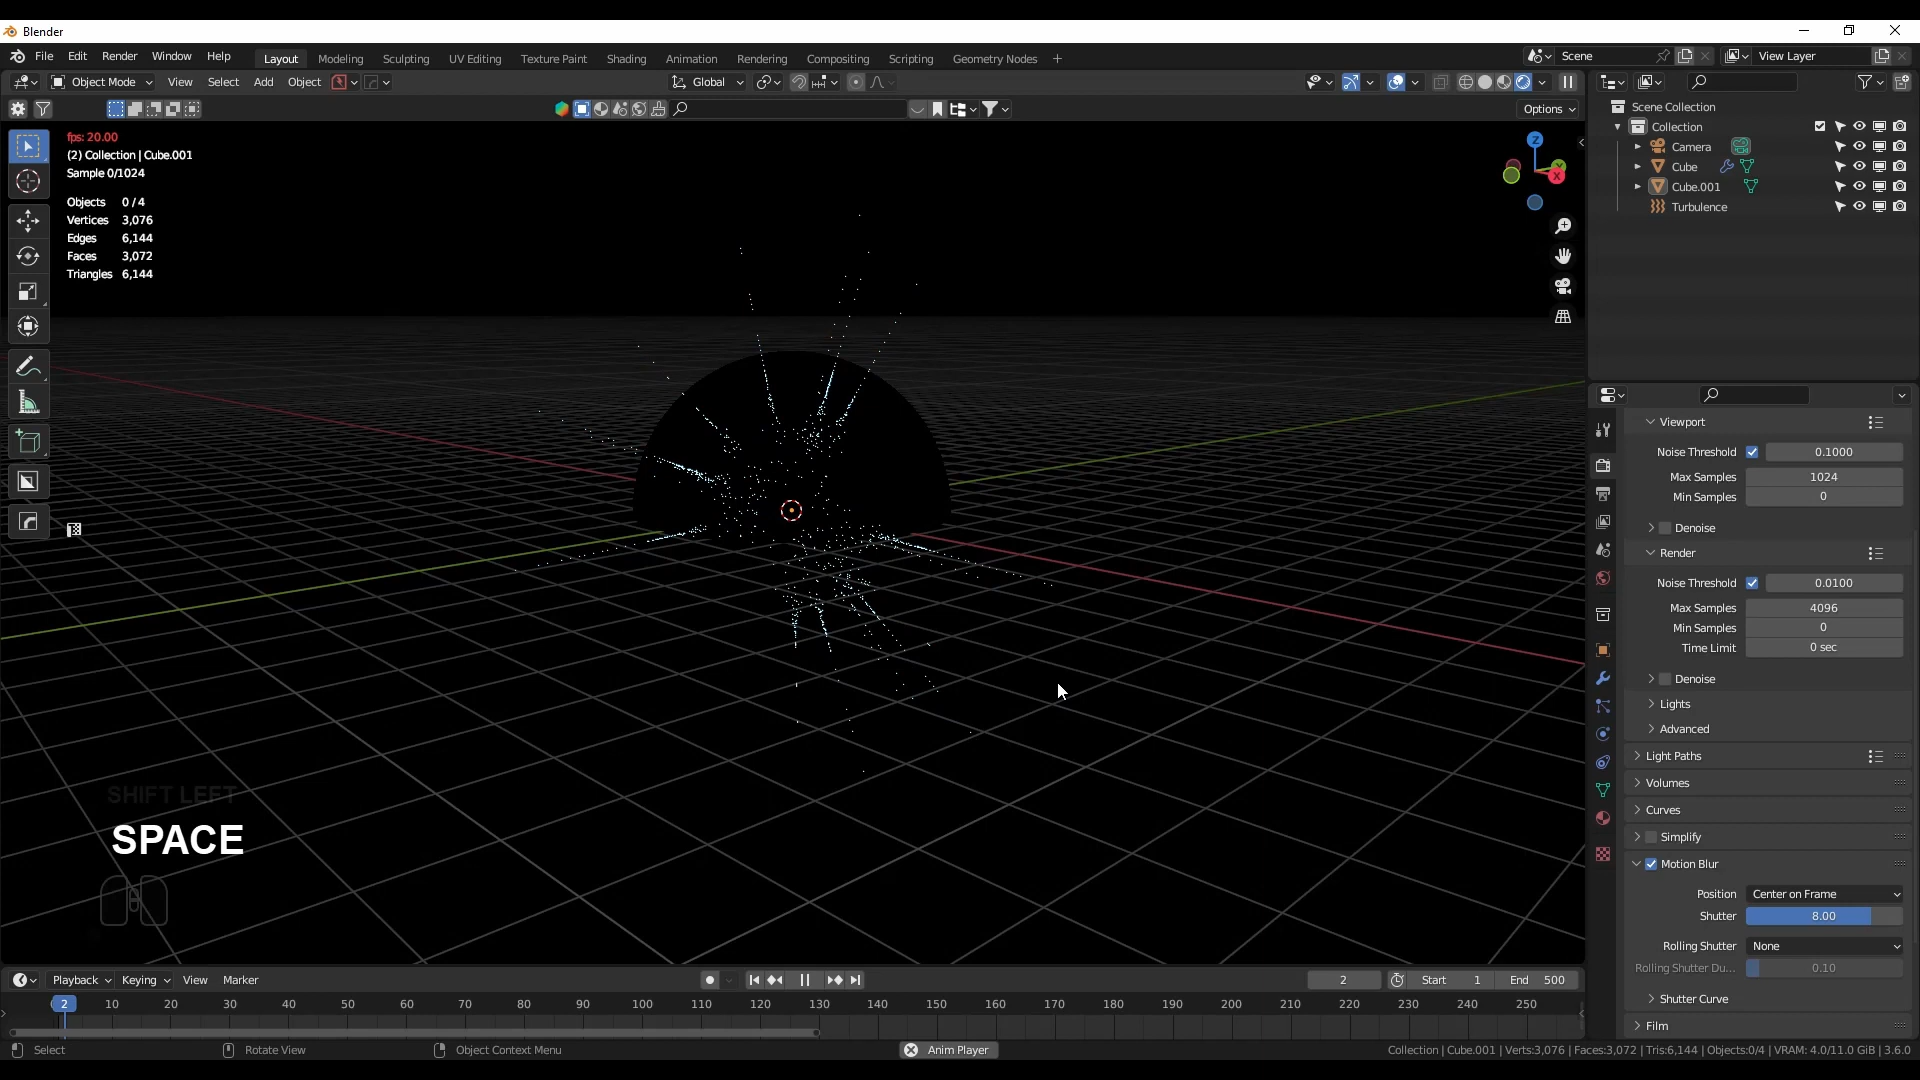 Blender
File Edit Render Window Help Layout Modeling Sculpting UV Editing Texture Paint Shading Animation Rendering Compositing Scripting Geometry Nodes + Scene View Layer
Object Mode View Select Add Object Global
Options
fps: 20.00
(2) Collection | Cube.001
Sample 0/1024
Objects 0 / 4
Vertices 3,076
Edges 6,144
Faces 3,072
Triangles 6,144
Z
Y
X
Scene Collection
Collection
Camera
Cube
Cube.001
Turbulence
Viewport
Noise Threshold 0.1000
Max Samples 1024
Min Samples 0
Denoise
Render
Noise Threshold 0.0100
Max Samples 4096
Min Samples 0
Time Limit 0 sec
Denoise
Lights
Advanced
Light Paths
Volumes
Curves
Simplify
Motion Blur
Position Center on Frame
Shutter 8.00
Rolling Shutter None
Rolling Shutter Du... 0.10
Shutter Curve
Film
SHIFT LEFT
SPACE
Playback Keying View Marker 2 Start 1 End 500
2 10 20 30 40 50 60 70 80 90 100 110 120 130 140 150 160 170 180 190 200 210 220 230 240 250
Select Rotate View Object Context Menu Anim Player Collection | Cube.001 | Verts:3,076 | Faces:3,072 | Tris:6,144 | Objects:0/4 | VRAM: 4.0/11.0 GiB | 3.6.0